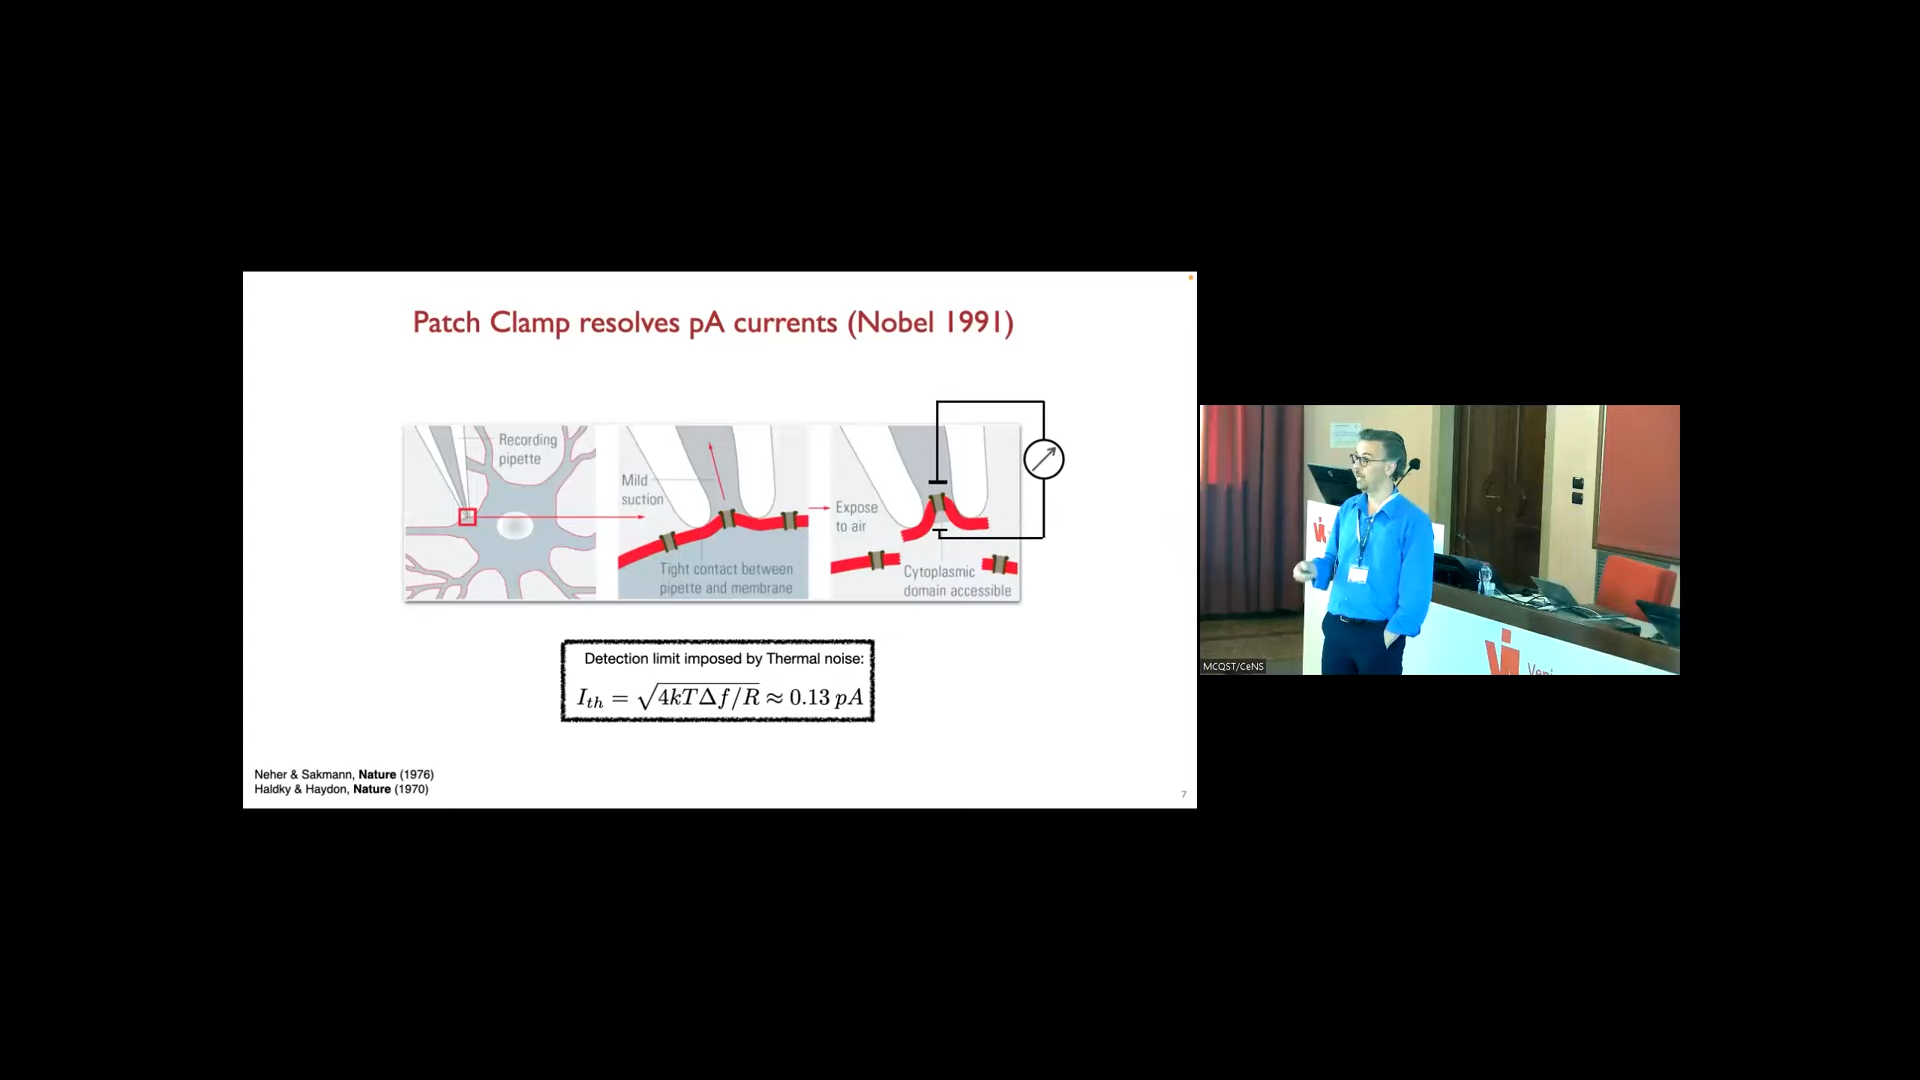 Patch Clamp resolves pA currents (Nobel 1991)
Recording
pipette
Mild
suction
Tight contact between
pipette and membrane
Expose
to air
Cytoplasmic
domain accessible
Detection limit imposed by Thermal noise:
I_{th} = √4kTΔf/R ≈ 0.13 pA
Neher & Sakmann, Nature (1976)
Haldky & Haydon, Nature (1970)
7
MCQST/CeNS